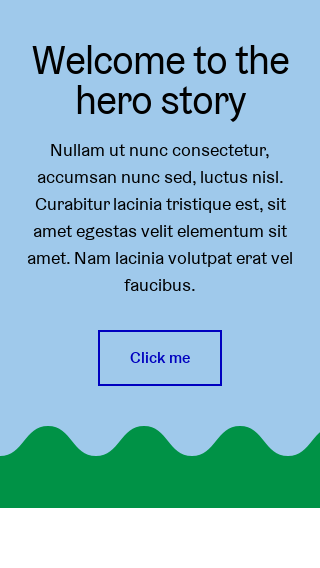 Welcome to the
hero story
Nullam ut nunc consectetur,
accumsan nunc sed, luctus nisl.
Curabitur lacinia tristique est, sit
amet egestas velit elementum sit
amet. Nam lacinia volutpat erat vel
faucibus.
Click me